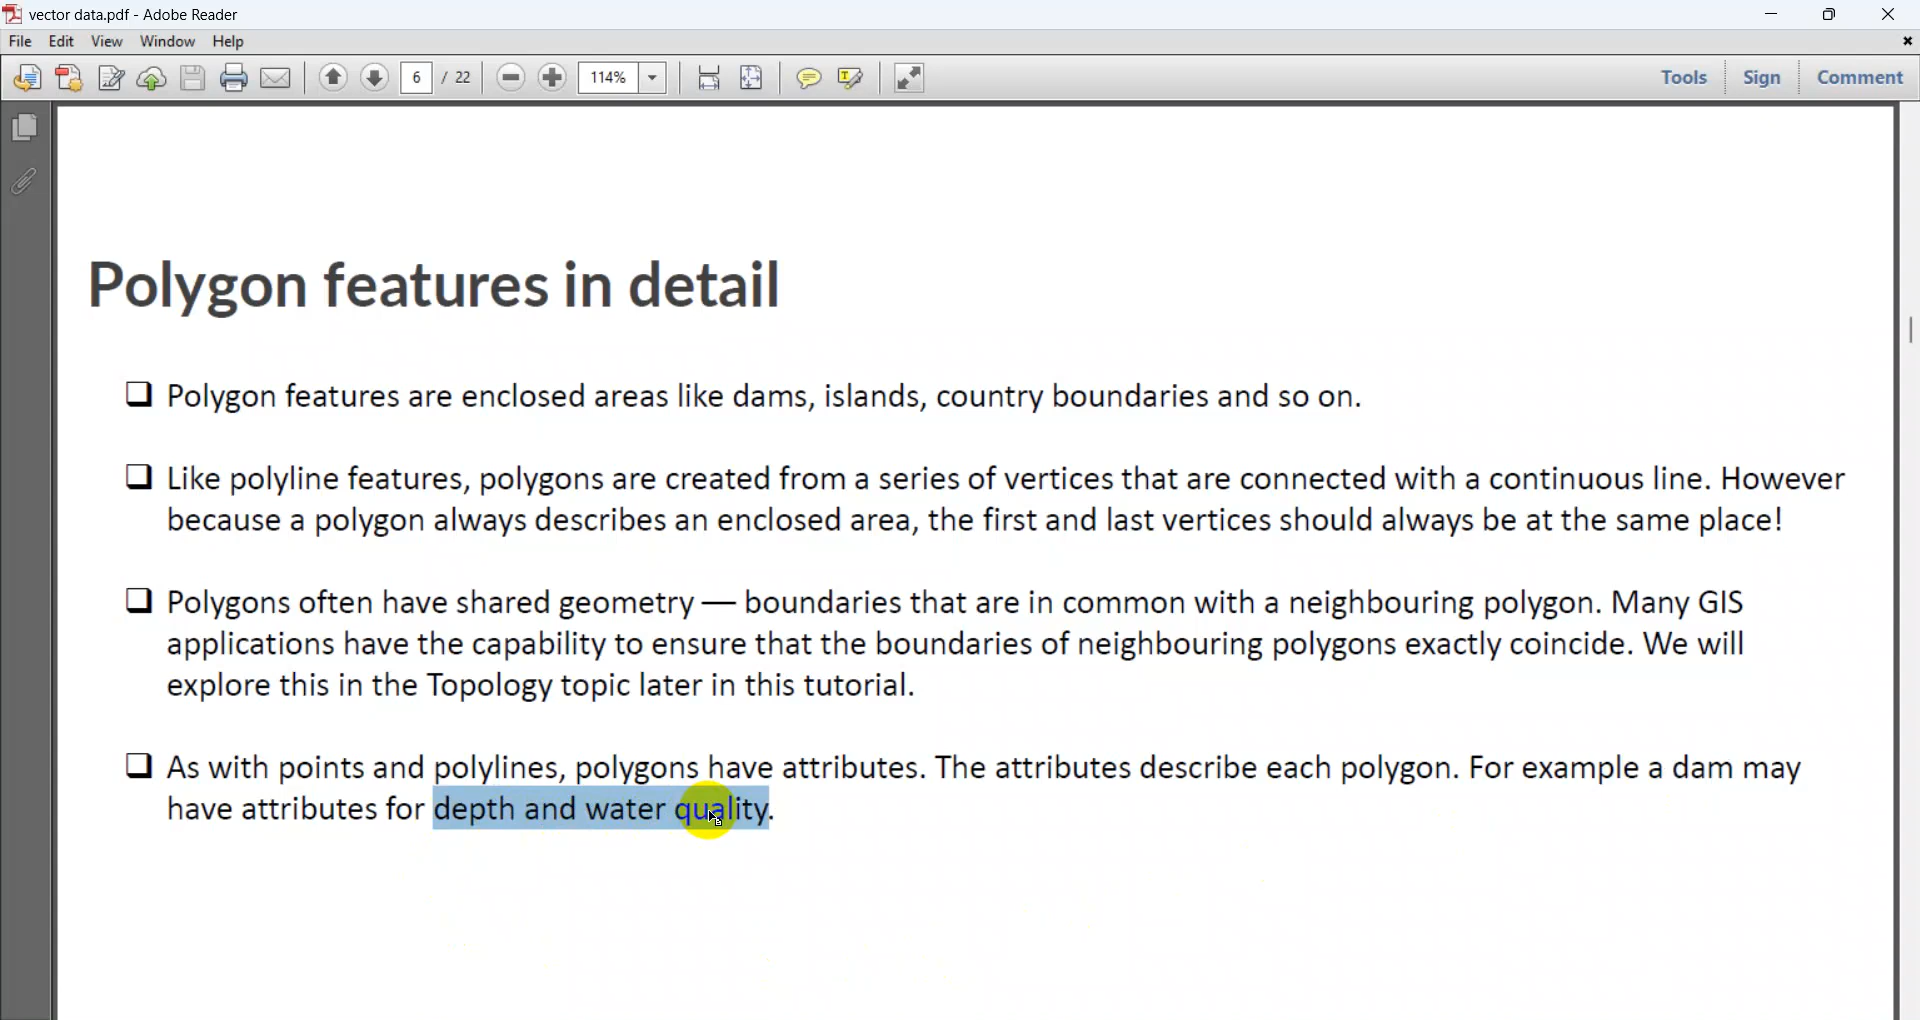 vector data.pdf - Adobe Reader
File Edit View Window Help
6 / 22 114% Tools Sign Comment
Polygon features in detail
❑ Polygon features are enclosed areas like dams, islands, country boundaries and so on.
❑ Like polyline features, polygons are created from a series of vertices that are connected with a continuous line. However
because a polygon always describes an enclosed area, the first and last vertices should always be at the same place!
❑ Polygons often have shared geometry — boundaries that are in common with a neighbouring polygon. Many GIS
applications have the capability to ensure that the boundaries of neighbouring polygons exactly coincide. We will
explore this in the Topology topic later in this tutorial.
❑ As with points and polylines, polygons have attributes. The attributes describe each polygon. For example a dam may
have attributes for depth and water quality.